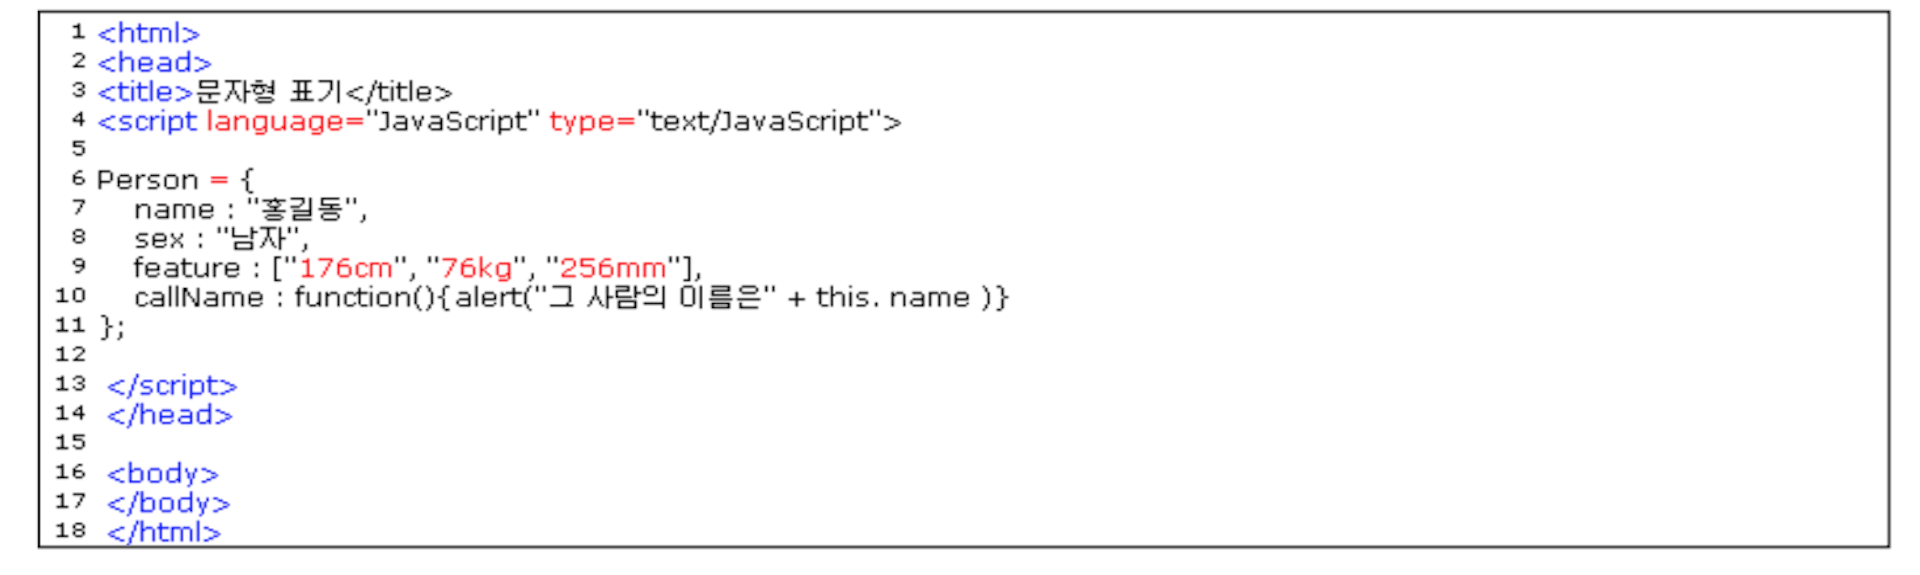 1 <html>
2 <head>
3 <title>문자형 표기</title>
4 <script language="JavaScript" type="text/JavaScript">
5
6 Person = {
7 name : "홍길동",
8 sex : "남자",
9 feature : ["176cm", "76kg", "256mm"],
10 callName : function(){alert("그 사람의 이름은" + this. name )}
11 };
12
13 </script>
14 </head>
15
16 <body>
17 </body>
18 </html>